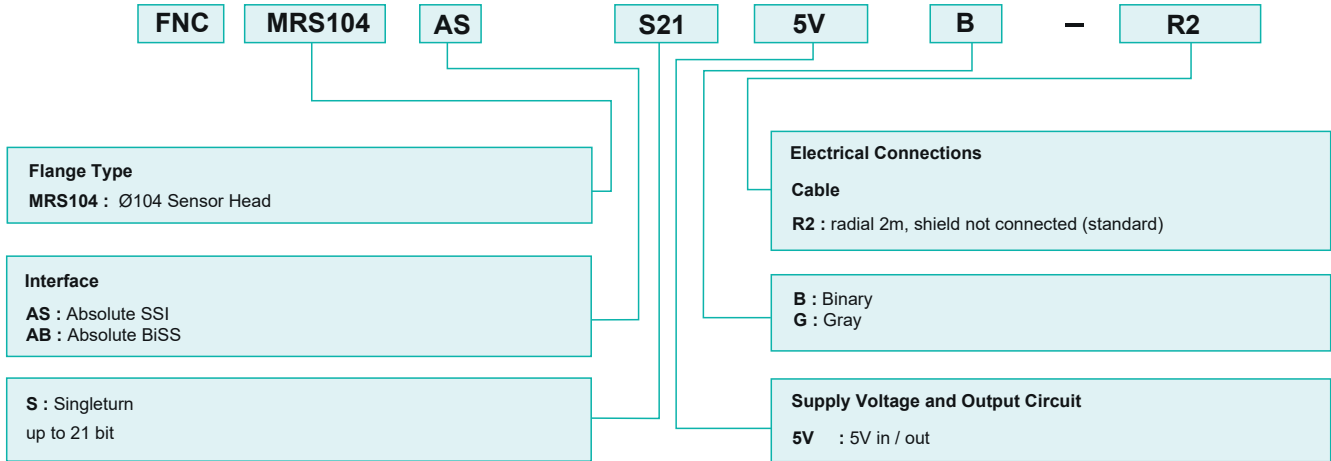 FNC MRS104 AS S21 5V B – R2
Flange Type
MRS104 : Ø104 Sensor Head
Interface
AS : Absolute SSI
AB : Absolute BiSS
S : Singleturn
up to 21 bit
Electrical Connections
Cable
R2 : radial 2m, shield not connected (standard)
B : Binary
G : Gray
Supply Voltage and Output Circuit
5V : 5V in / out